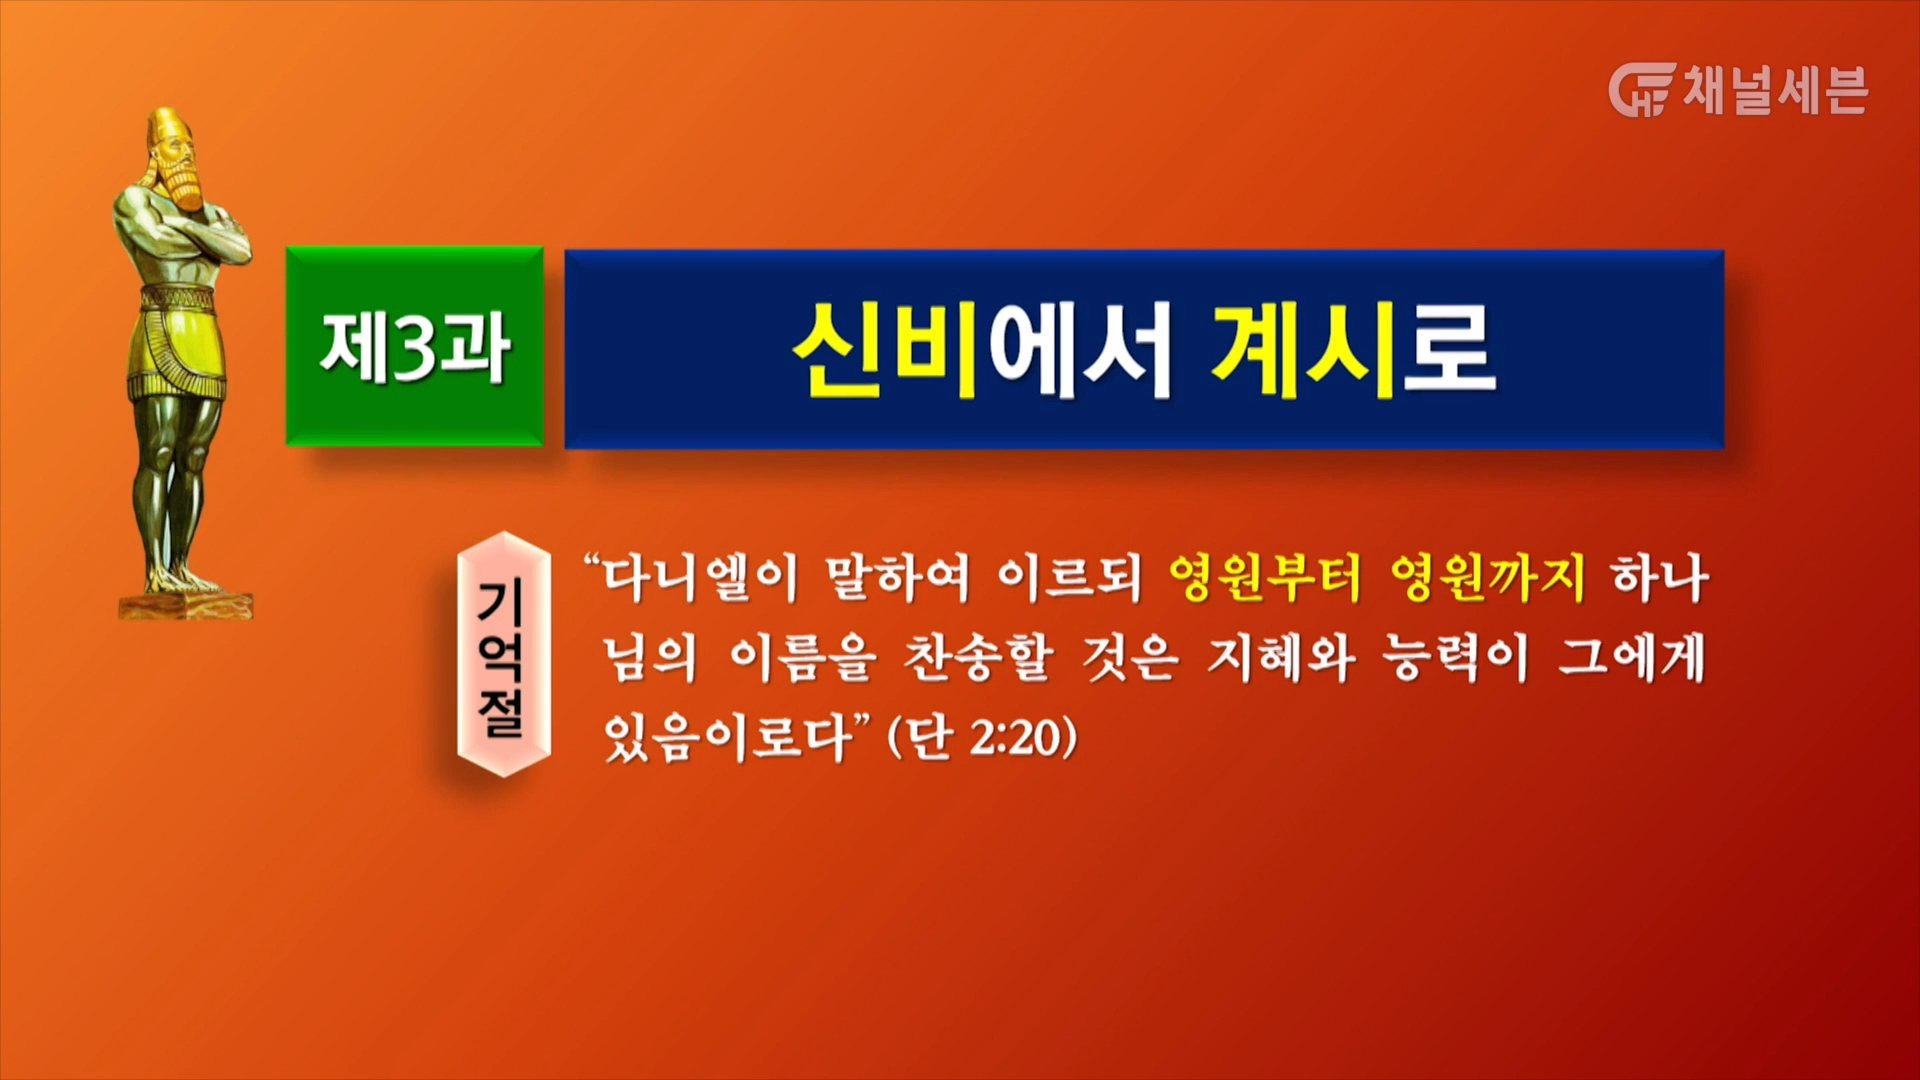 채널세븐
제3과
신비에서 계시로
기억절
“다니엘이 말하여 이르되 영원부터 영원까지 하나
님의 이름을 찬송할 것은 지혜와 능력이 그에게
있음이로다” (단 2:20)